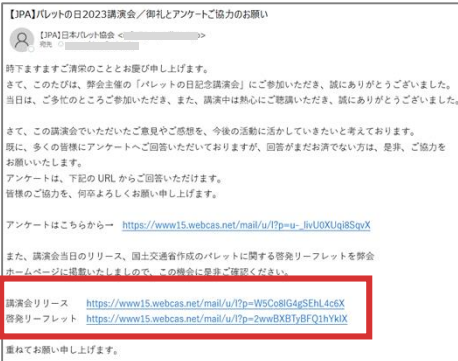 【JPA】パレットの日2023講演会／御礼とアンケートご協力のお願い
【JPA】日本パレット協会 <
宛先
時下ますますご清栄のこととお慶び申し上げます。
さて、このたびは、弊会主催の「パレットの日記念講演会」にご参加いただき、誠にありがとうございました。
当日は、ご多忙のところご参加いただき、また、講演中は熱心にご聴講いただき、誠にありがとうございました。
さて、この講演会でいただいたご意見やご感想を、今後の活動に活かしていきたいと考えております。
既に、多くの皆様にアンケートへご回答いただいておりますが、回答がまだお済でない方は、是非、ご協力を
お願いいたします。
アンケートは、下記の URL からご回答いただけます。
皆様のご協力を、何卒よろしくお願い申し上げます。
アンケートはこちらから→ https://www15.webcas.net/mail/u/l?p=u-_livU0XUqi8SqvX
また、講演会当日のリリース、国土交通省作成のパレットに関する啓発リーフレットを弊会
ホームページに掲載いたしましたので、この機会に是非ご確認ください。
講演会リリース https://www15.webcas.net/mail/u/l?p=W5Co8lG4gSEhL4c6X
啓発リーフレット https://www15.webcas.net/mail/u/l?p=2wwBXBTyBFQ1hYkIX
重ねてお願い申し上げます。